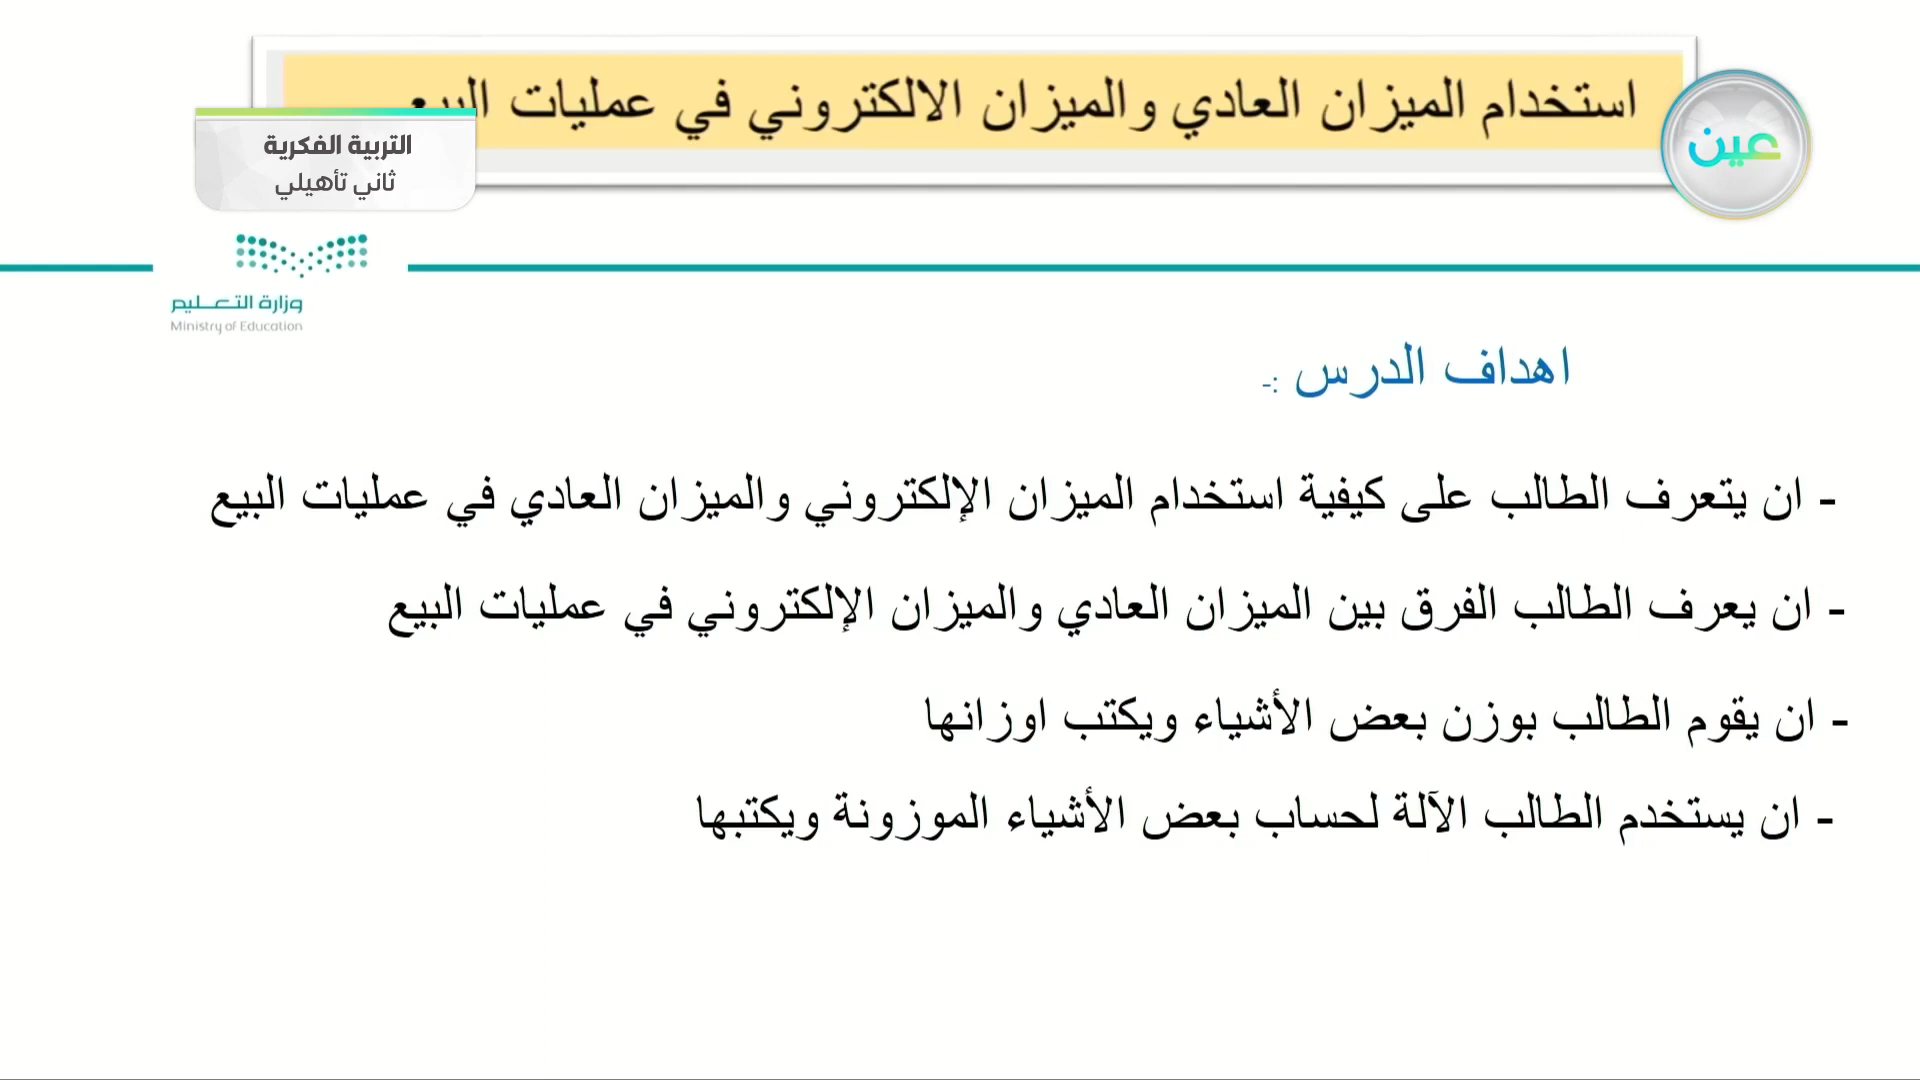 استخدام الميزان العادي والميزان الالكتروني في عمليات
عين
التربية الفكرية
ثاني تأهيلي
وزارة التعليم
Ministry of Education
اهداف الدرس :-
- ان يتعرف الطالب على كيفية استخدام الميزان الإلكتروني والميزان العادي في عمليات البيع
- ان يعرف الطالب الفرق بين الميزان العادي والميزان الإلكتروني في عمليات البيع
- ان يقوم الطالب بوزن بعض الأشياء ويكتب اوزانها
- ان يستخدم الطالب الآلة لحساب بعض الأشياء الموزونة ويكتبها